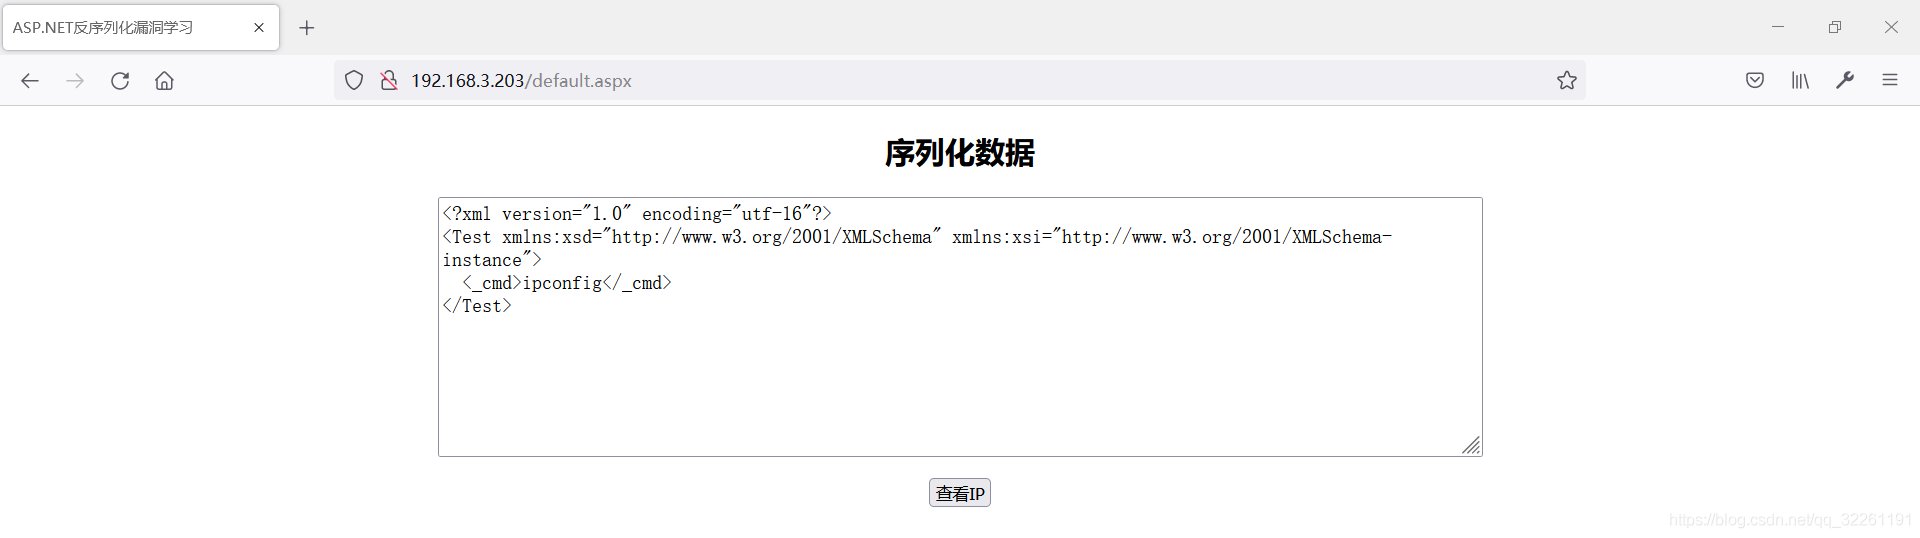 ASP.NET反序列化漏洞学习
192.168.3.203/default.aspx
序列化数据
<?xml version="1.0" encoding="utf-16"?>
<Test xmlns:xsd="http://www.w3.org/2001/XMLSchema" xmlns:xsi="http://www.w3.org/2001/XMLSchema-
instance">
  <_cmd>ipconfig</_cmd>
</Test>
查看IP
https://blog.csdn.net/qq_32261191